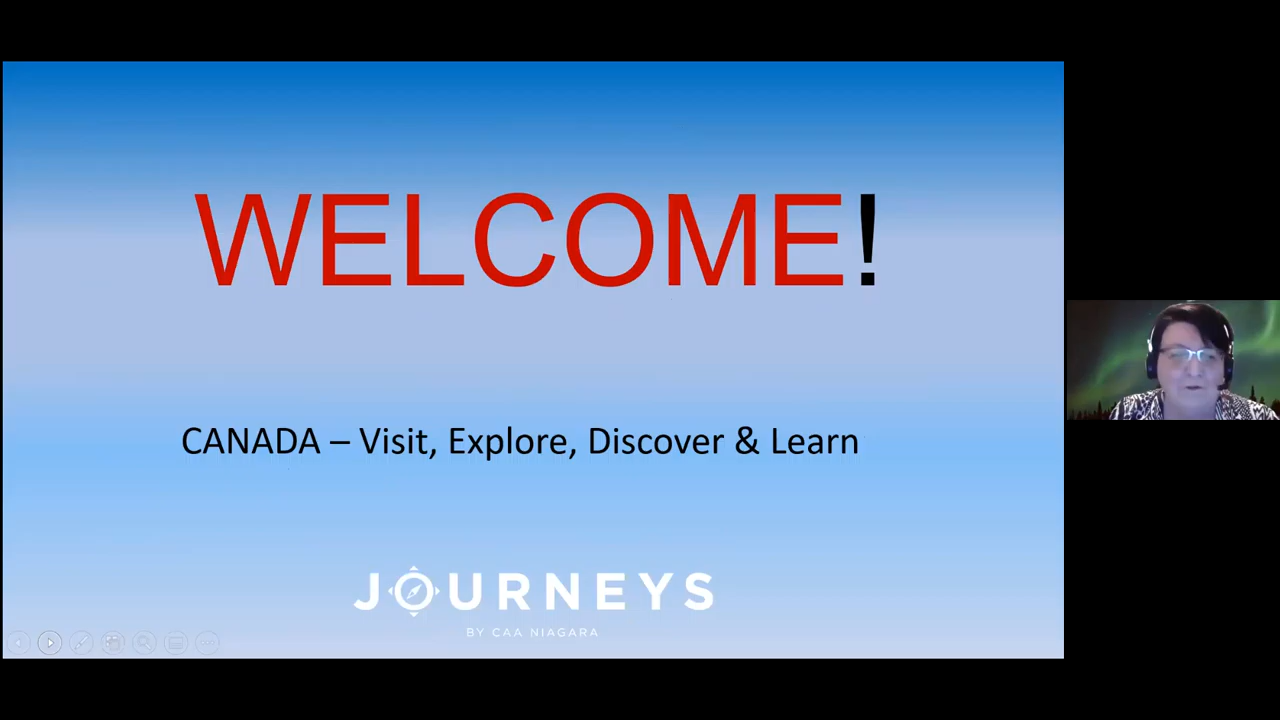 WELCOME!
CANADA – Visit, Explore, Discover & Learn
JOURNEYS
BY CAA NIAGARA